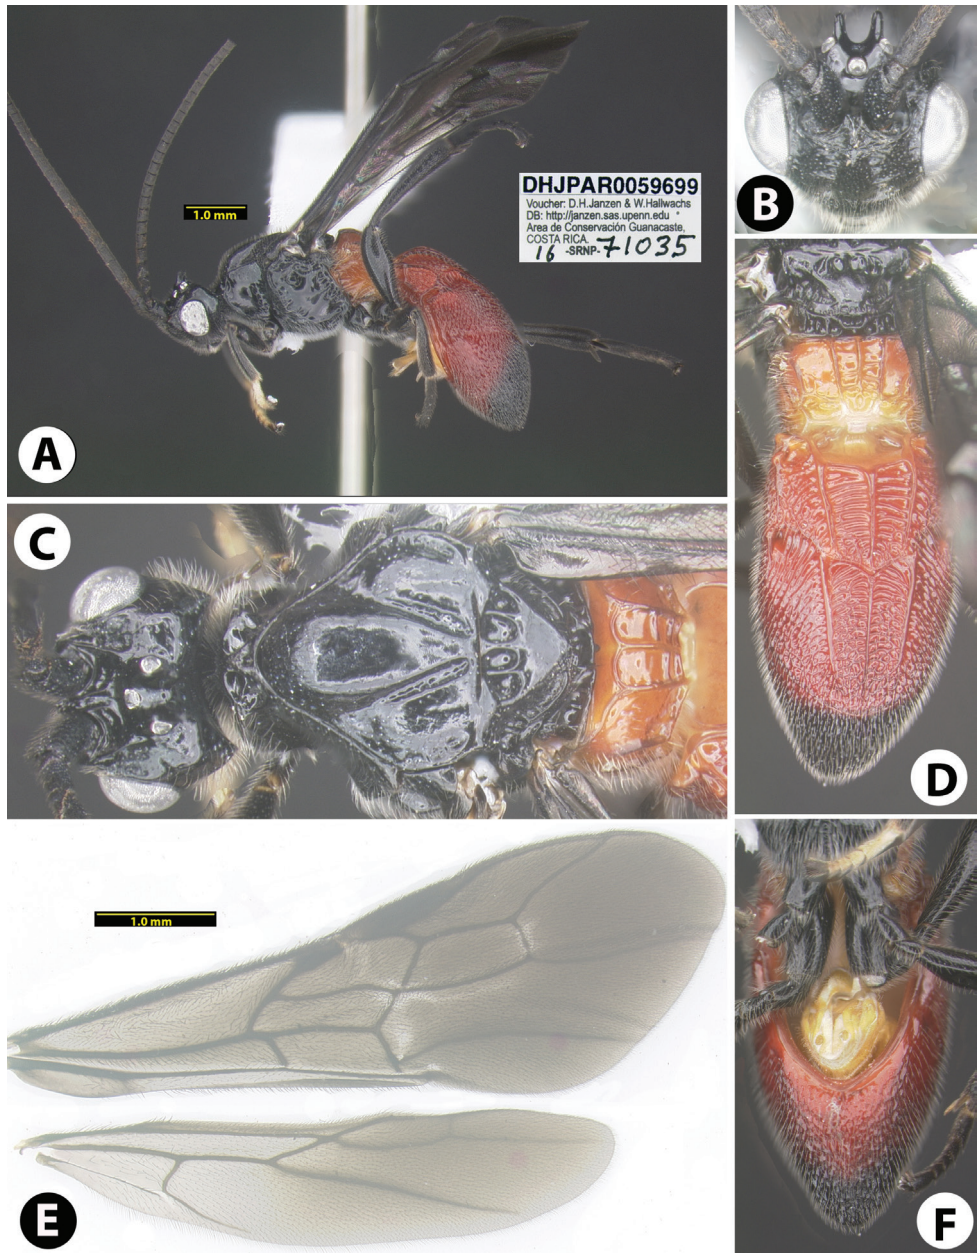 A
1.0 mm
DHJPAR0059699
Voucher: D.H.Janzen & W.Hallwachs
DB: http://janzen.sas.upenn.edu
Area de Conservación Guanacaste,
COSTA RICA.
16 -SRNP- 71035
B
C
D
1.0 mm
E
F